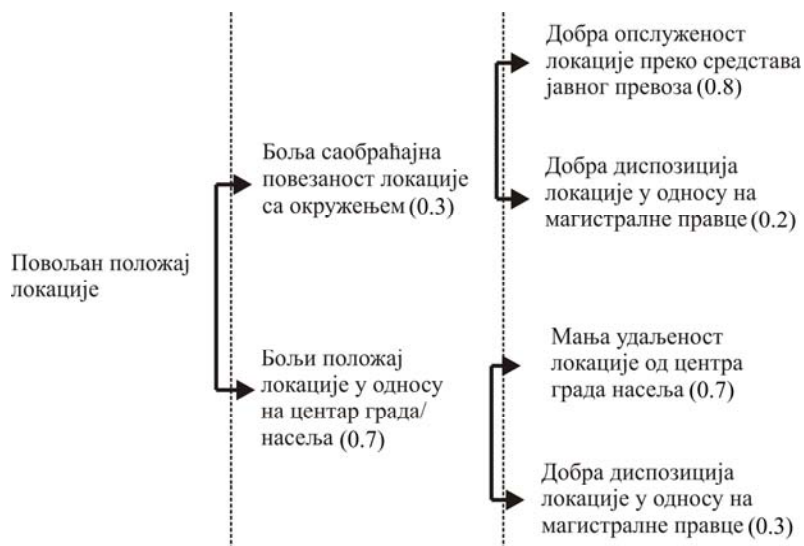 Повољан положај
локације
Боља саобраћајна
повезаност локације
са окружењем (0.3)
Бољи положај
локације у односу
на центар града/
насеља (0.7)
Добра опслуженост
локације преко средстава
јавног превоза (0.8)
Добра диспозиција
локације у односу на
магистралне правце (0.2)
Мања удаљеност
локације од центра
града насеља (0.7)
Добра диспозиција
локације у односу на
магистралне правце (0.3)